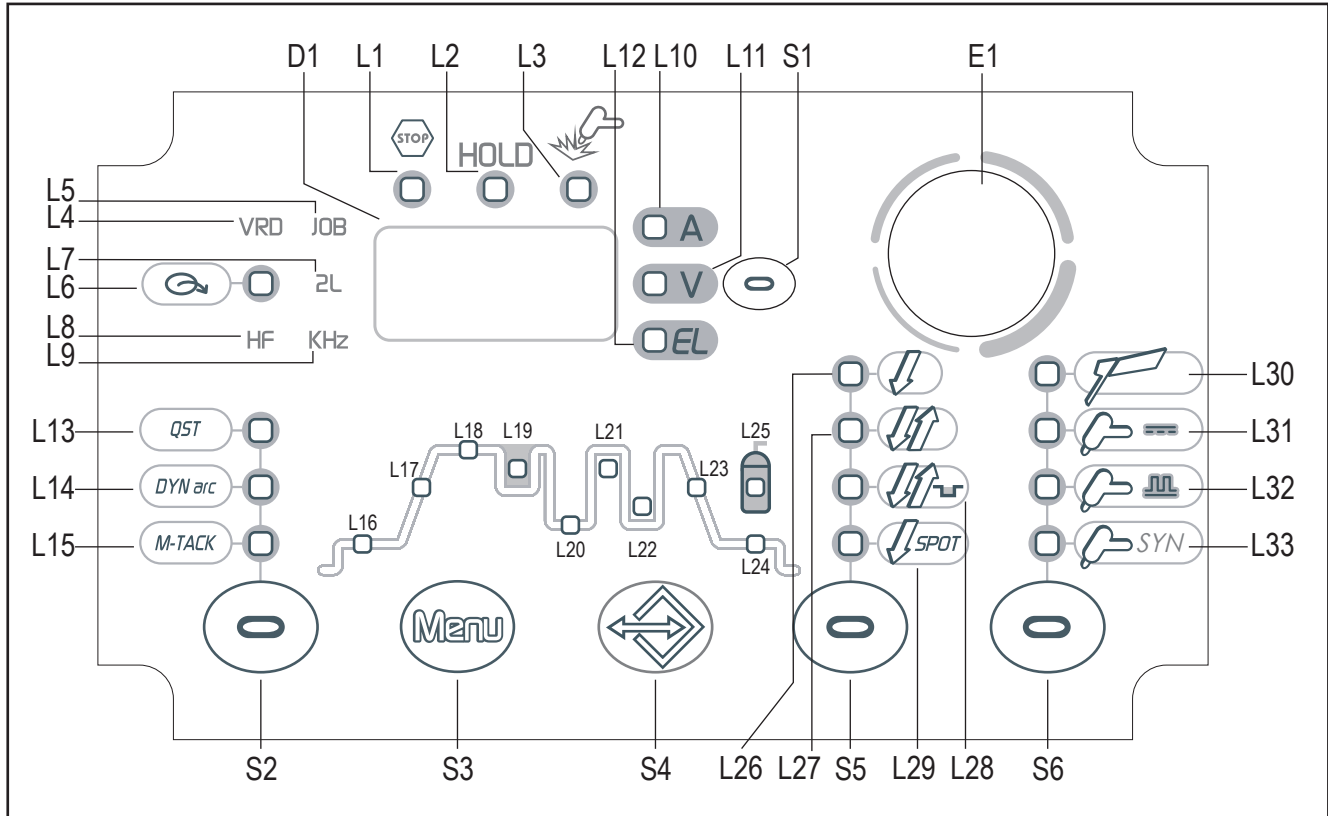 D1 L1 L2 L3 L12 L10 L11 S1 E1
STOP
HOLD
L5
L4 VRD JOB
A
L7
L6 2L
V
L8
HF KHz
L9
EL
L30
L13 QST
L18 L19 L21 L25
L31
L17 L23
L14 DYN arc
L32
L16
L15 M-TACK
L20 L22 L24
SPOT
SYN L33
Menu
S2 S3 S4 L26 L27 S5 L29 L28 S6